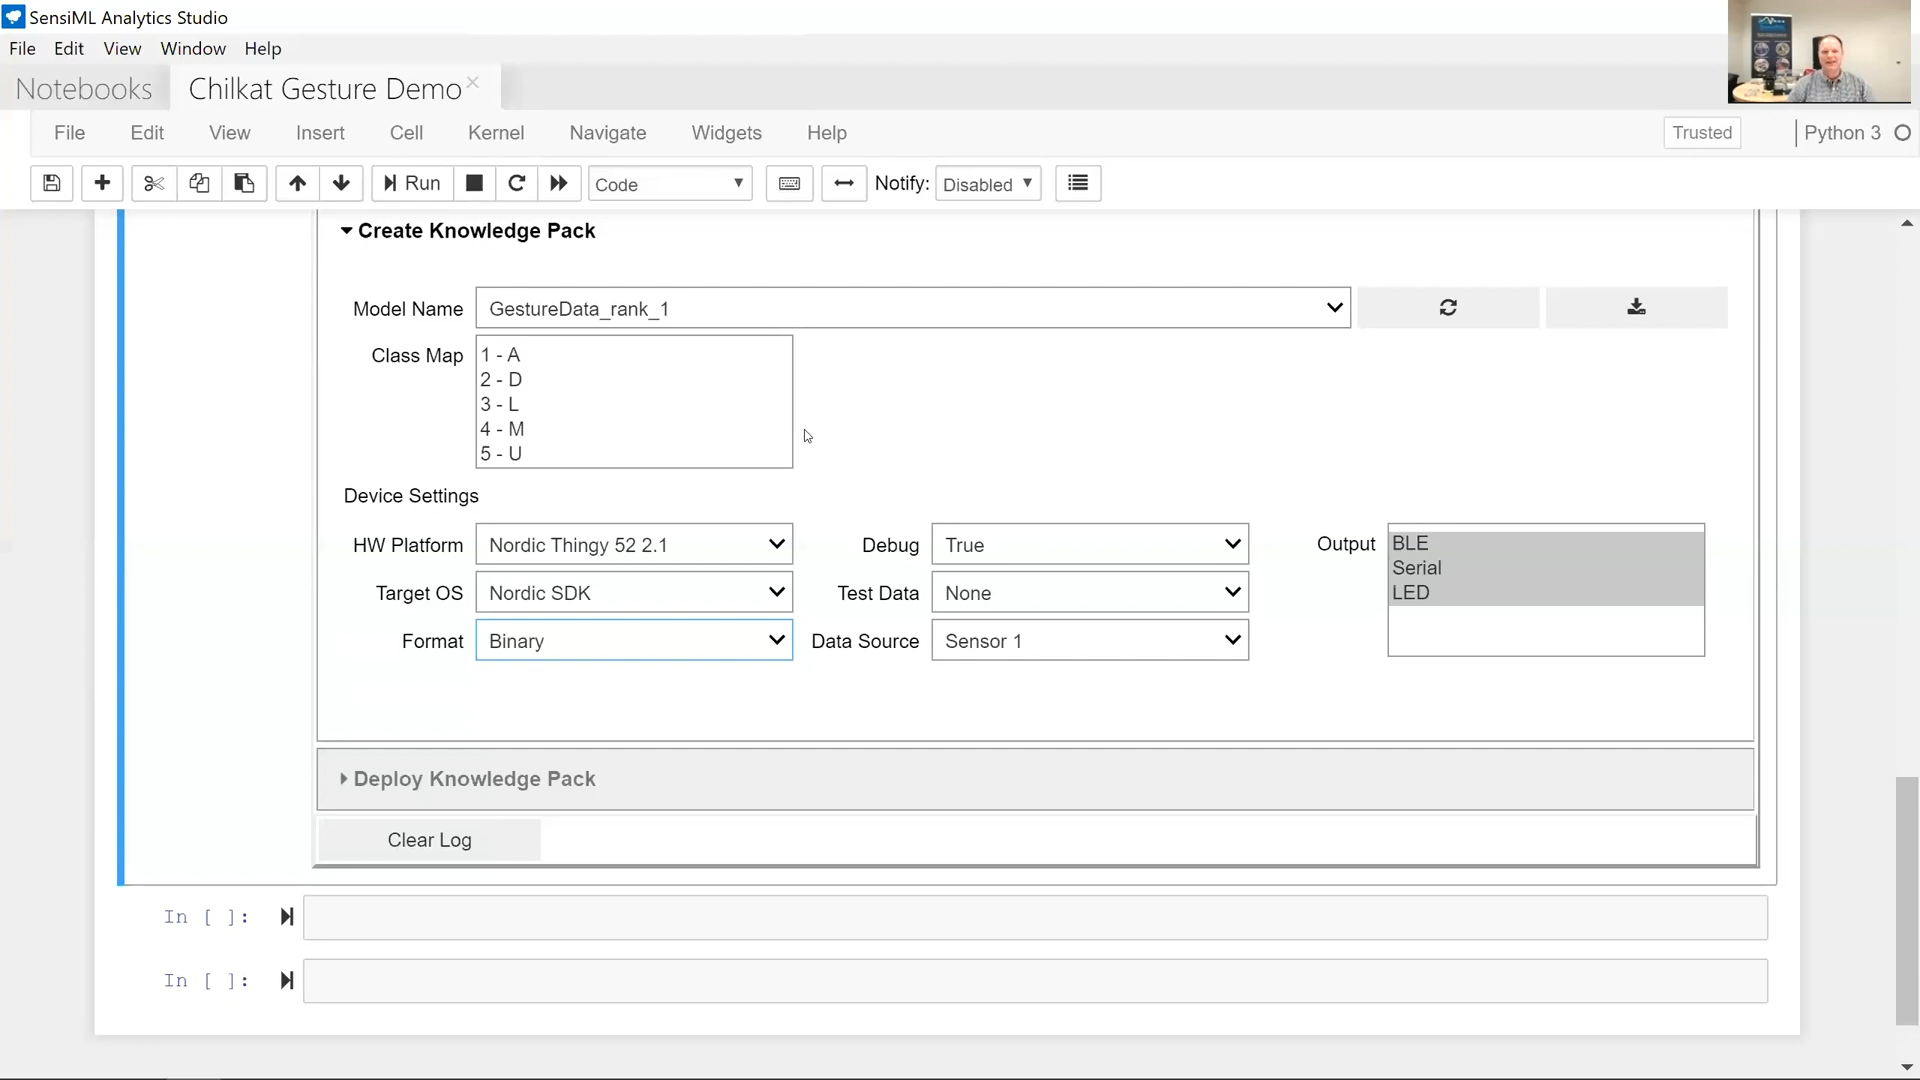 SensiML Analytics Studio
File Edit View Window Help
Notebooks Chilkat Gesture Demo
File Edit View Insert Cell Kernel Navigate Widgets Help Trusted Python 3
Run Code Notify: Disabled
Create Knowledge Pack
Model Name GestureData_rank_1
Class Map 1 - A
2 - D
3 - L
4 - M
5 - U
Device Settings
HW Platform Nordic Thingy 52 2.1 Debug True Output BLE
Serial
Target OS Nordic SDK Test Data None LED
Format Binary Data Source Sensor 1
Deploy Knowledge Pack
Clear Log
In [ ]:
In [ ]: